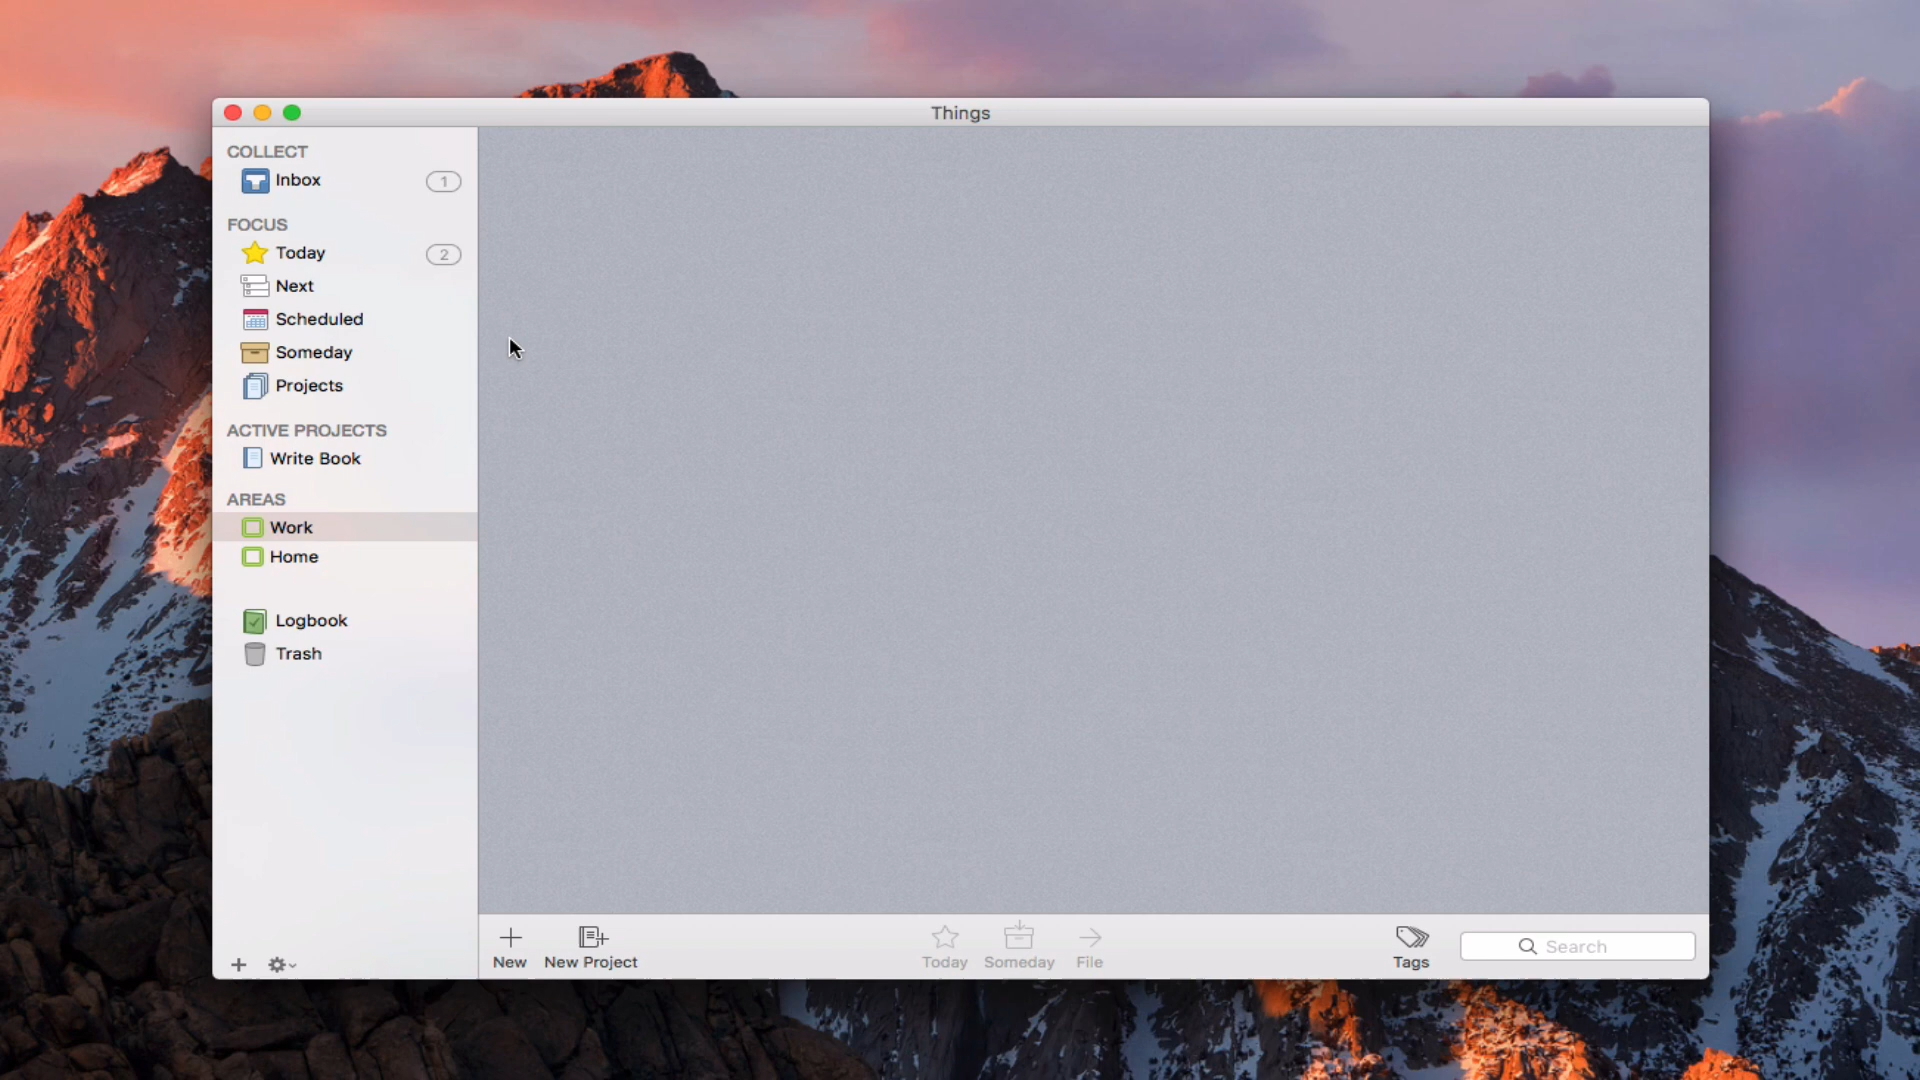 Things
COLLECT
Inbox 1
FOCUS
Today 2
Next
Scheduled
Someday
Projects
ACTIVE PROJECTS
Write Book
AREAS
Work
Home
Logbook
Trash
New New Project Today Someday File Tags Search